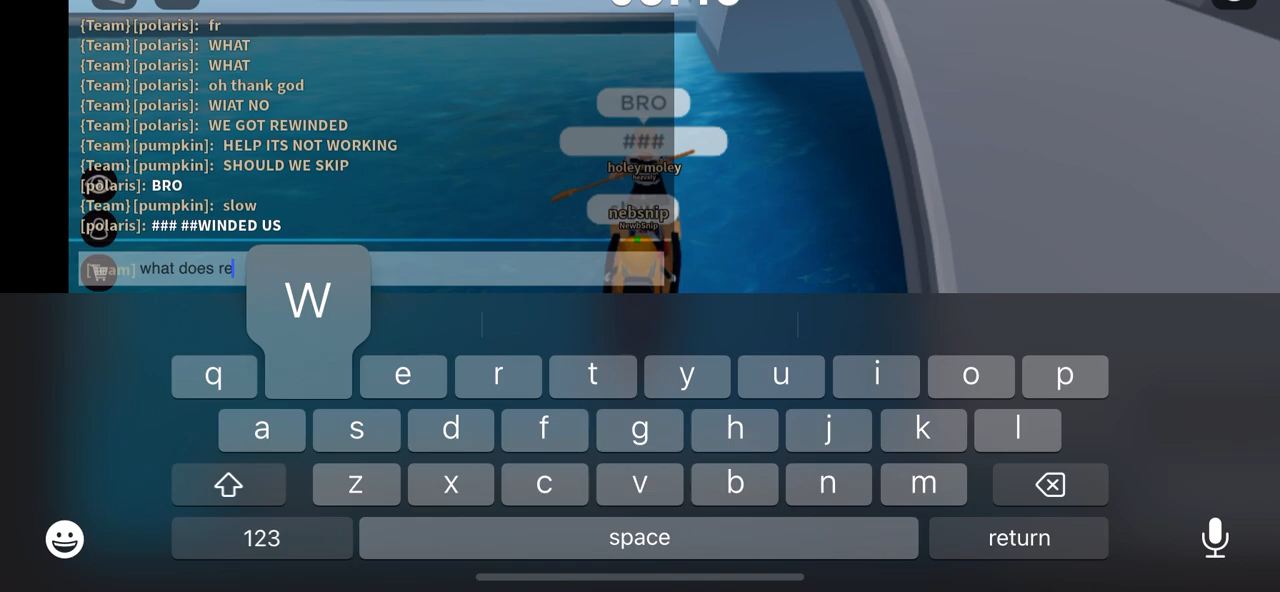 {Team} [polaris]: fr
{Team} [polaris]: WHAT
{Team} [polaris]: WHAT
{Team} [polaris]: oh thank god
{Team} [polaris]: WIAT NO
{Team} [polaris]: WE GOT REWINDED
{Team} [pumpkin]: HELP ITS NOT WORKING
{Team} [pumpkin]: SHOULD WE SKIP
[polaris]: BRO
{Team} [pumpkin]: slow
[polaris]: ### ##WINDED US
BRO
###
holey moley
nebsnip
NewbSnip
[Team] what does re
W
q e r t y u i o p
a s d f g h j k l
z x c v b n m
123 space return